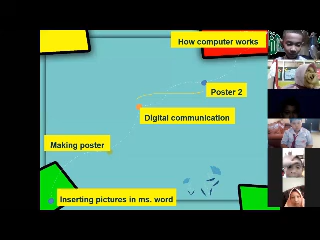 How computer works
Poster 2
Digital communication
Making poster
Inserting pictures in ms. word